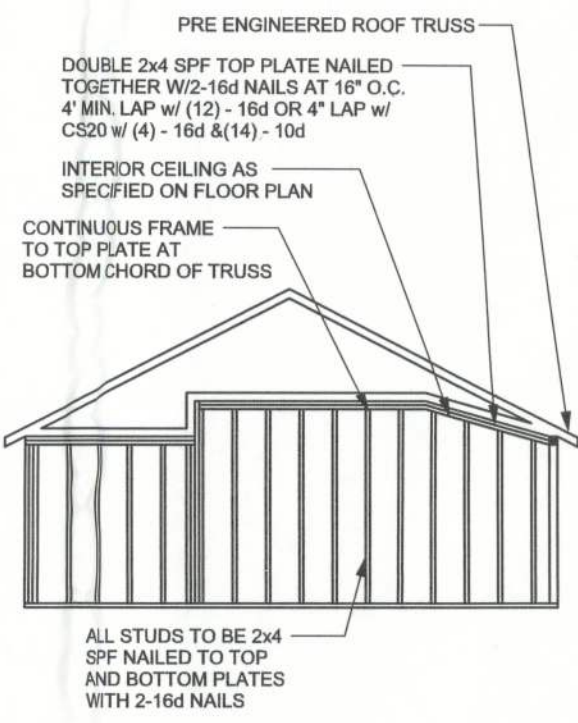 PRE ENGINEERED ROOF TRUSS
DOUBLE 2x4 SPF TOP PLATE NAILED
TOGETHER W/2-16d NAILS AT 16" O.C.
4' MIN. LAP w/ (12) - 16d OR 4" LAP w/
CS20 w/ (4) - 16d &(14) - 10d
INTERIOR CEILING AS
SPECIFIED ON FLOOR PLAN
CONTINUOUS FRAME
TO TOP PLATE AT
BOTTOM CHORD OF TRUSS
ALL STUDS TO BE 2x4
SPF NAILED TO TOP
AND BOTTOM PLATES
WITH 2-16d NAILS